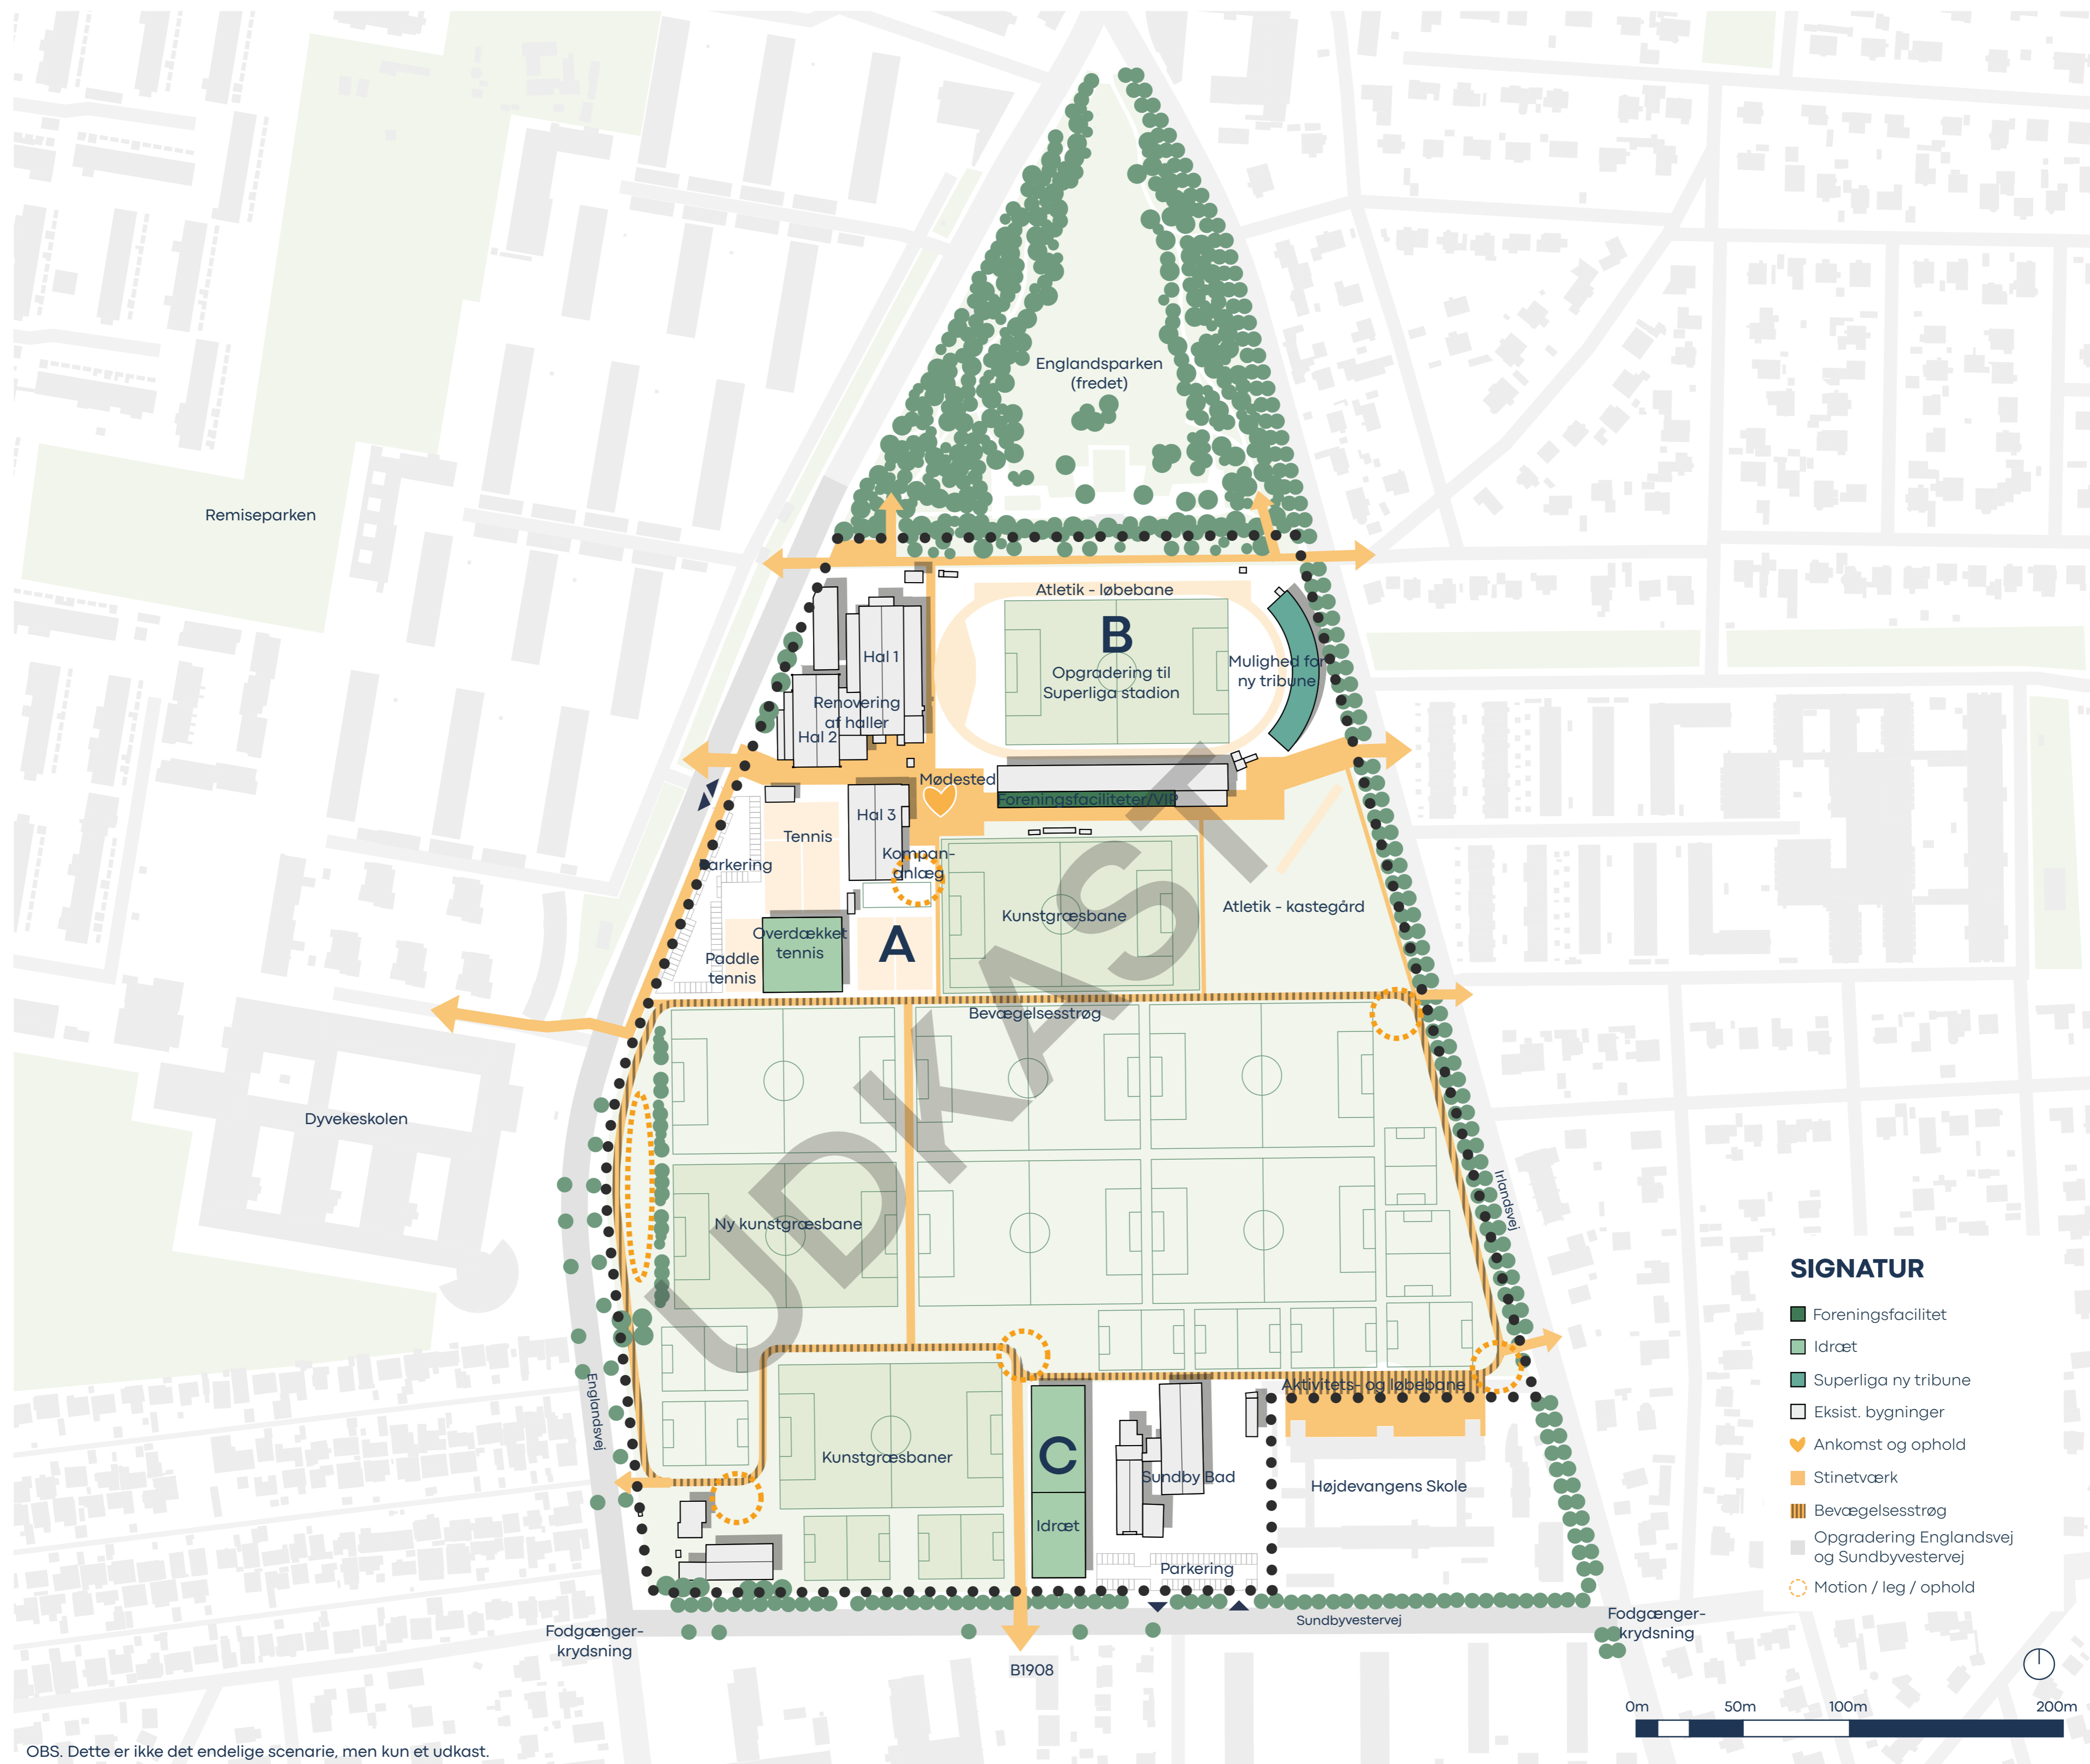 Englandsparken
(fredet)
Remiseparken
Atletik - løbebane
B
Opgradering til
Superliga stadion
Mulighed for
ny tribune
Hal 1
Renovering
af haller
Hal 2
Mødested
Foreningsfaciliteter/VIP
Hal 3
Tennis
Parkering
Kompan-
anlæg
Kunstgræsbane
Atletik - kastegård
Overdækket
tennis
A
Paddle
tennis
Bevægelsesstrøg
Dyvekeskolen
UDKAST
Ny kunstgræsbane
Irlandsvej
Englandsvej
Aktivitets- og løbebane
Kunstgræsbaner
C
Sundby Bad
Højdevangens Skole
Idræt
Parkering
Sundbyvestervej
Fodgænger-
krydsning
Fodgænger-
krydsning
B1908
SIGNATUR
Foreningsfacilitet
Idræt
Superliga ny tribune
Eksist. bygninger
Ankomst og ophold
Stinetværk
Bevægelsesstrøg
Opgradering Englandsvej
og Sundbyvestervej
Motion / leg / ophold
0m 50m 100m 200m
OBS. Dette er ikke det endelige scenarie, men kun et udkast.